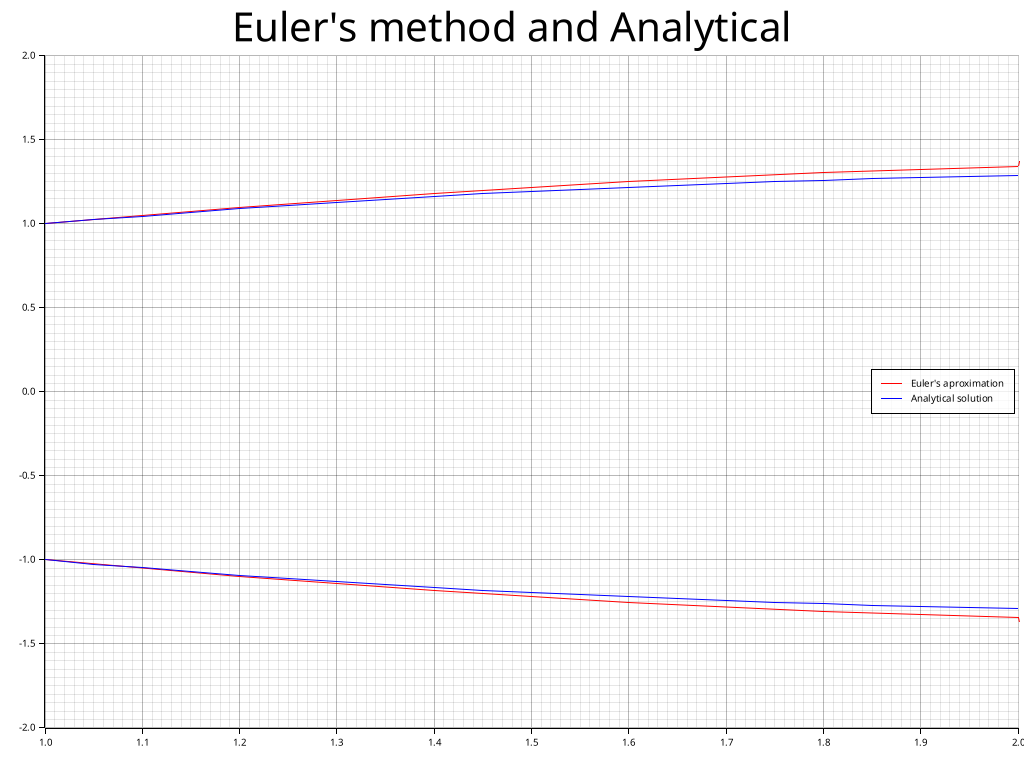 Euler's method and Analytical
2.0
1.5
1.0
0.5
0.0
-0.5
-1.0
-1.5
-2.0
Euler's aproximation
Analytical solution
1.0 1.1 1.2 1.3 1.4 1.5 1.6 1.7 1.8 1.9 2.0